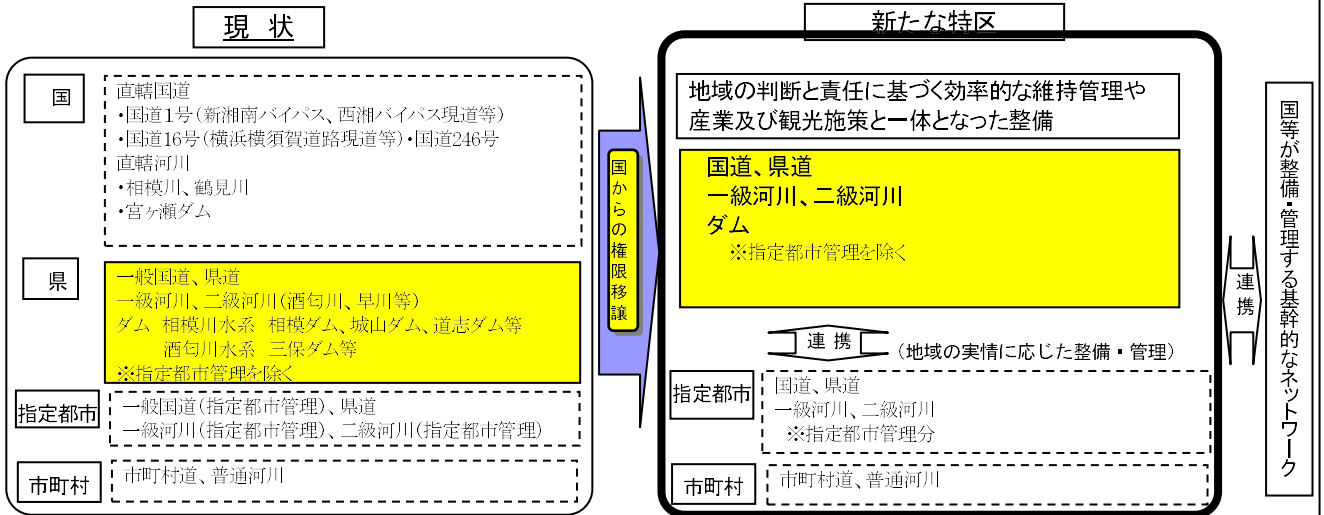 現 状
国
直轄国道
・国道1号(新湘南バイパス、西湘バイパス現道等)
・国道16号(横浜横須賀道路現道等)・国道246号
直轄河川
・相模川、鶴見川
・宮ヶ瀬ダム
県
一般国道、県道
一級河川、二級河川(酒匂川、早川等)
ダム 相模川水系 相模ダム、城山ダム、道志ダム等
酒匂川水系 三保ダム等
※指定都市管理を除く
指定都市
一般国道(指定都市管理)、県道
一級河川(指定都市管理)、二級河川(指定都市管理)
市町村
市町村道、普通河川
国からの権限移譲
新たな特区
地域の判断と責任に基づく効率的な維持管理や
産業及び観光施策と一体となった整備
国道、県道
一級河川、二級河川
ダム
※指定都市管理を除く
連 携
(地域の実情に応じた整備・管理)
指定都市
国道、県道
一級河川、二級河川
※指定都市管理分
市町村
市町村道、普通河川
連携
国等が整備・管理する基幹的なネットワーク